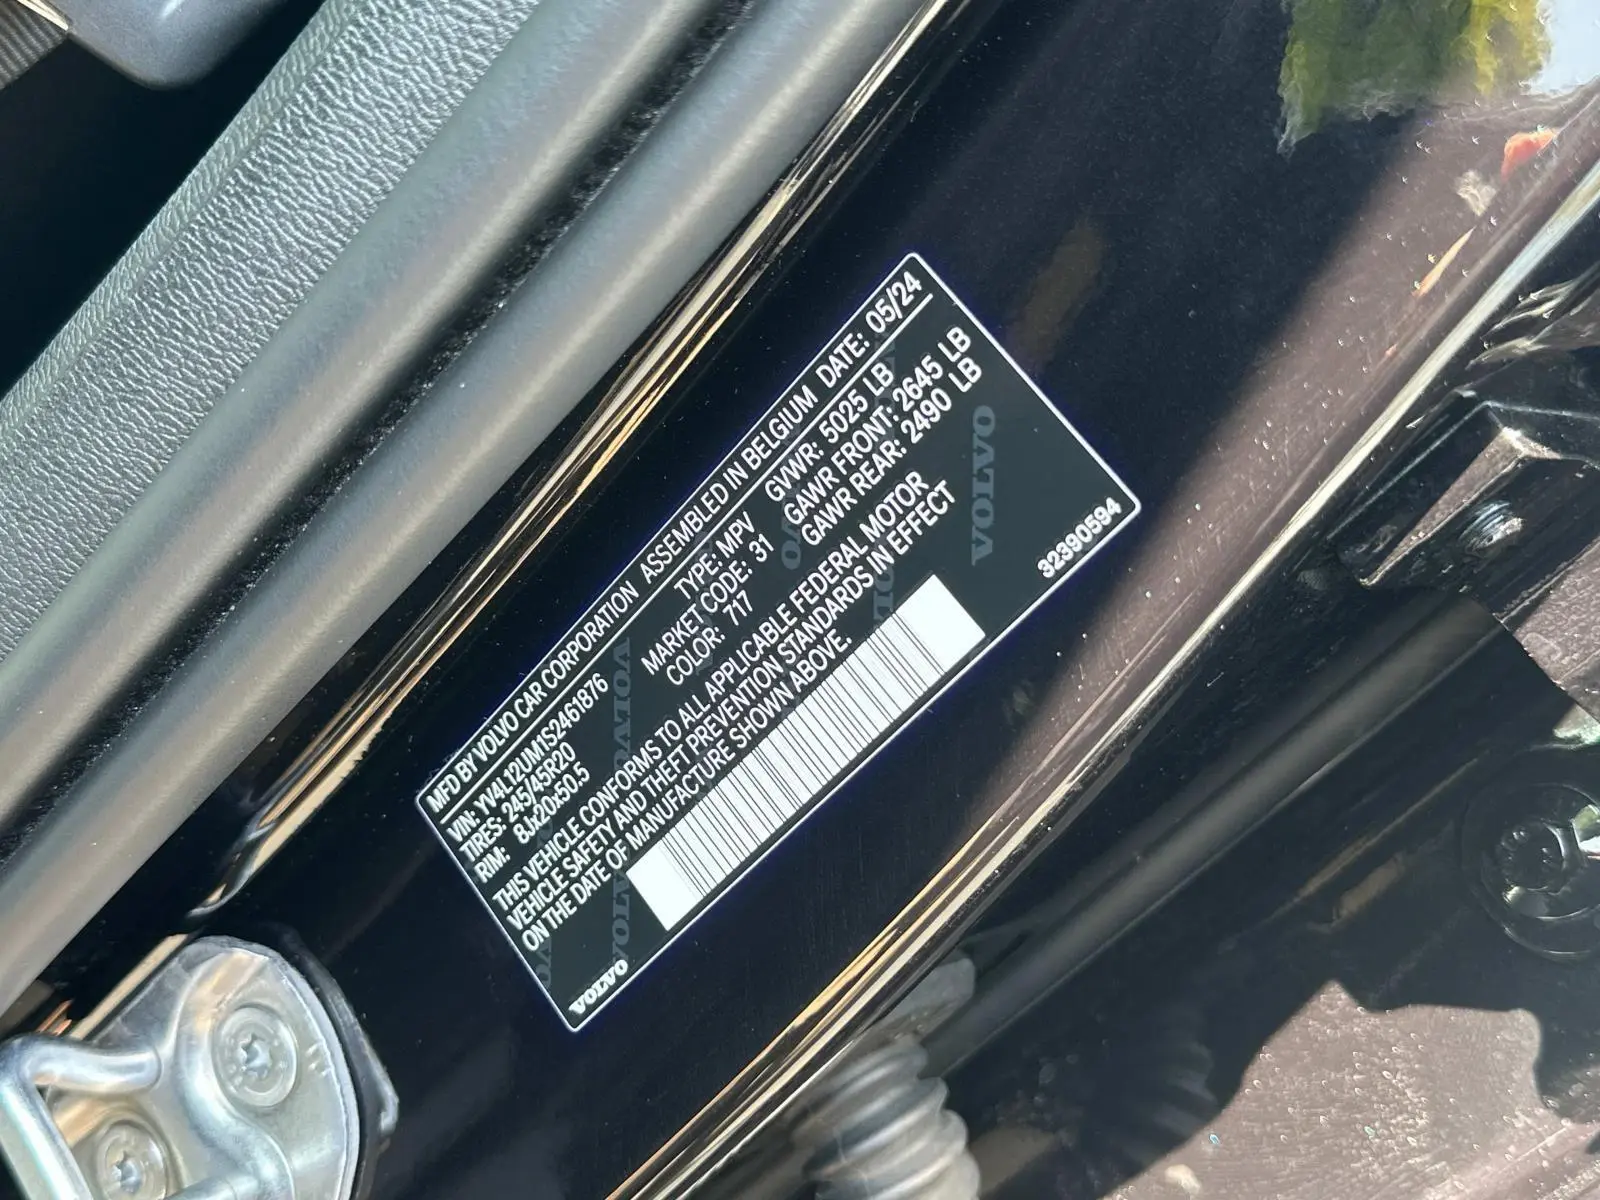 MFD BY VOLVO CAR CORPORATION ASSEMBLED IN BELGIUM DATE: 05/24
VIN: YV4L12UM1S2461876 TYPE: MPV GVWR: 5025 LB
TIRES: 245/45R20 MARKET CODE: 31 GAWR FRONT: 2645 LB
RIM: 8Jx20x50.5 COLOR: 717 GAWR REAR: 2490 LB
THIS VEHICLE CONFORMS TO ALL APPLICABLE FEDERAL MOTOR
VEHICLE SAFETY AND THEFT PREVENTION STANDARDS IN EFFECT
ON THE DATE OF MANUFACTURE SHOWN ABOVE.
VOLVO
VOLVO 32390594